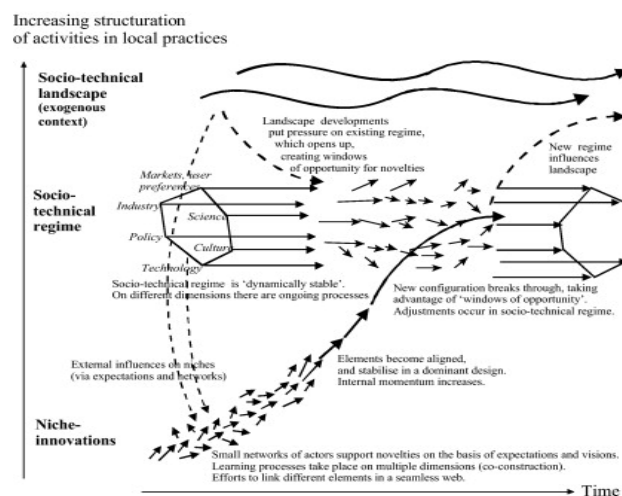 Increasing structuration
of activities in local practices
Socio-technical
landscape
(exogenous
context)
Landscape developments
put pressure on existing regime,
which opens up,
creating windows
of opportunity for novelties
New regime
influences
landscape
Markets, user
preferences
Socio-
technical
regime
Industry
Science
Policy
Culture
Technology
Socio-technical regime is ‘dynamically stable’.
On different dimensions there are ongoing processes
New configuration breaks through, taking
advantage of ‘windows of opportunity’.
Adjustments occur in socio-technical regime.
External influences on niches
(via expectations and networks)
Elements become aligned,
and stabilise in a dominant design.
Internal momentum increases.
Niche-
innovations
Small networks of actors support novelties on the basis of expectations and visions.
Learning processes take place on multiple dimensions (co-construction).
Efforts to link different elements in a seamless web.
Time